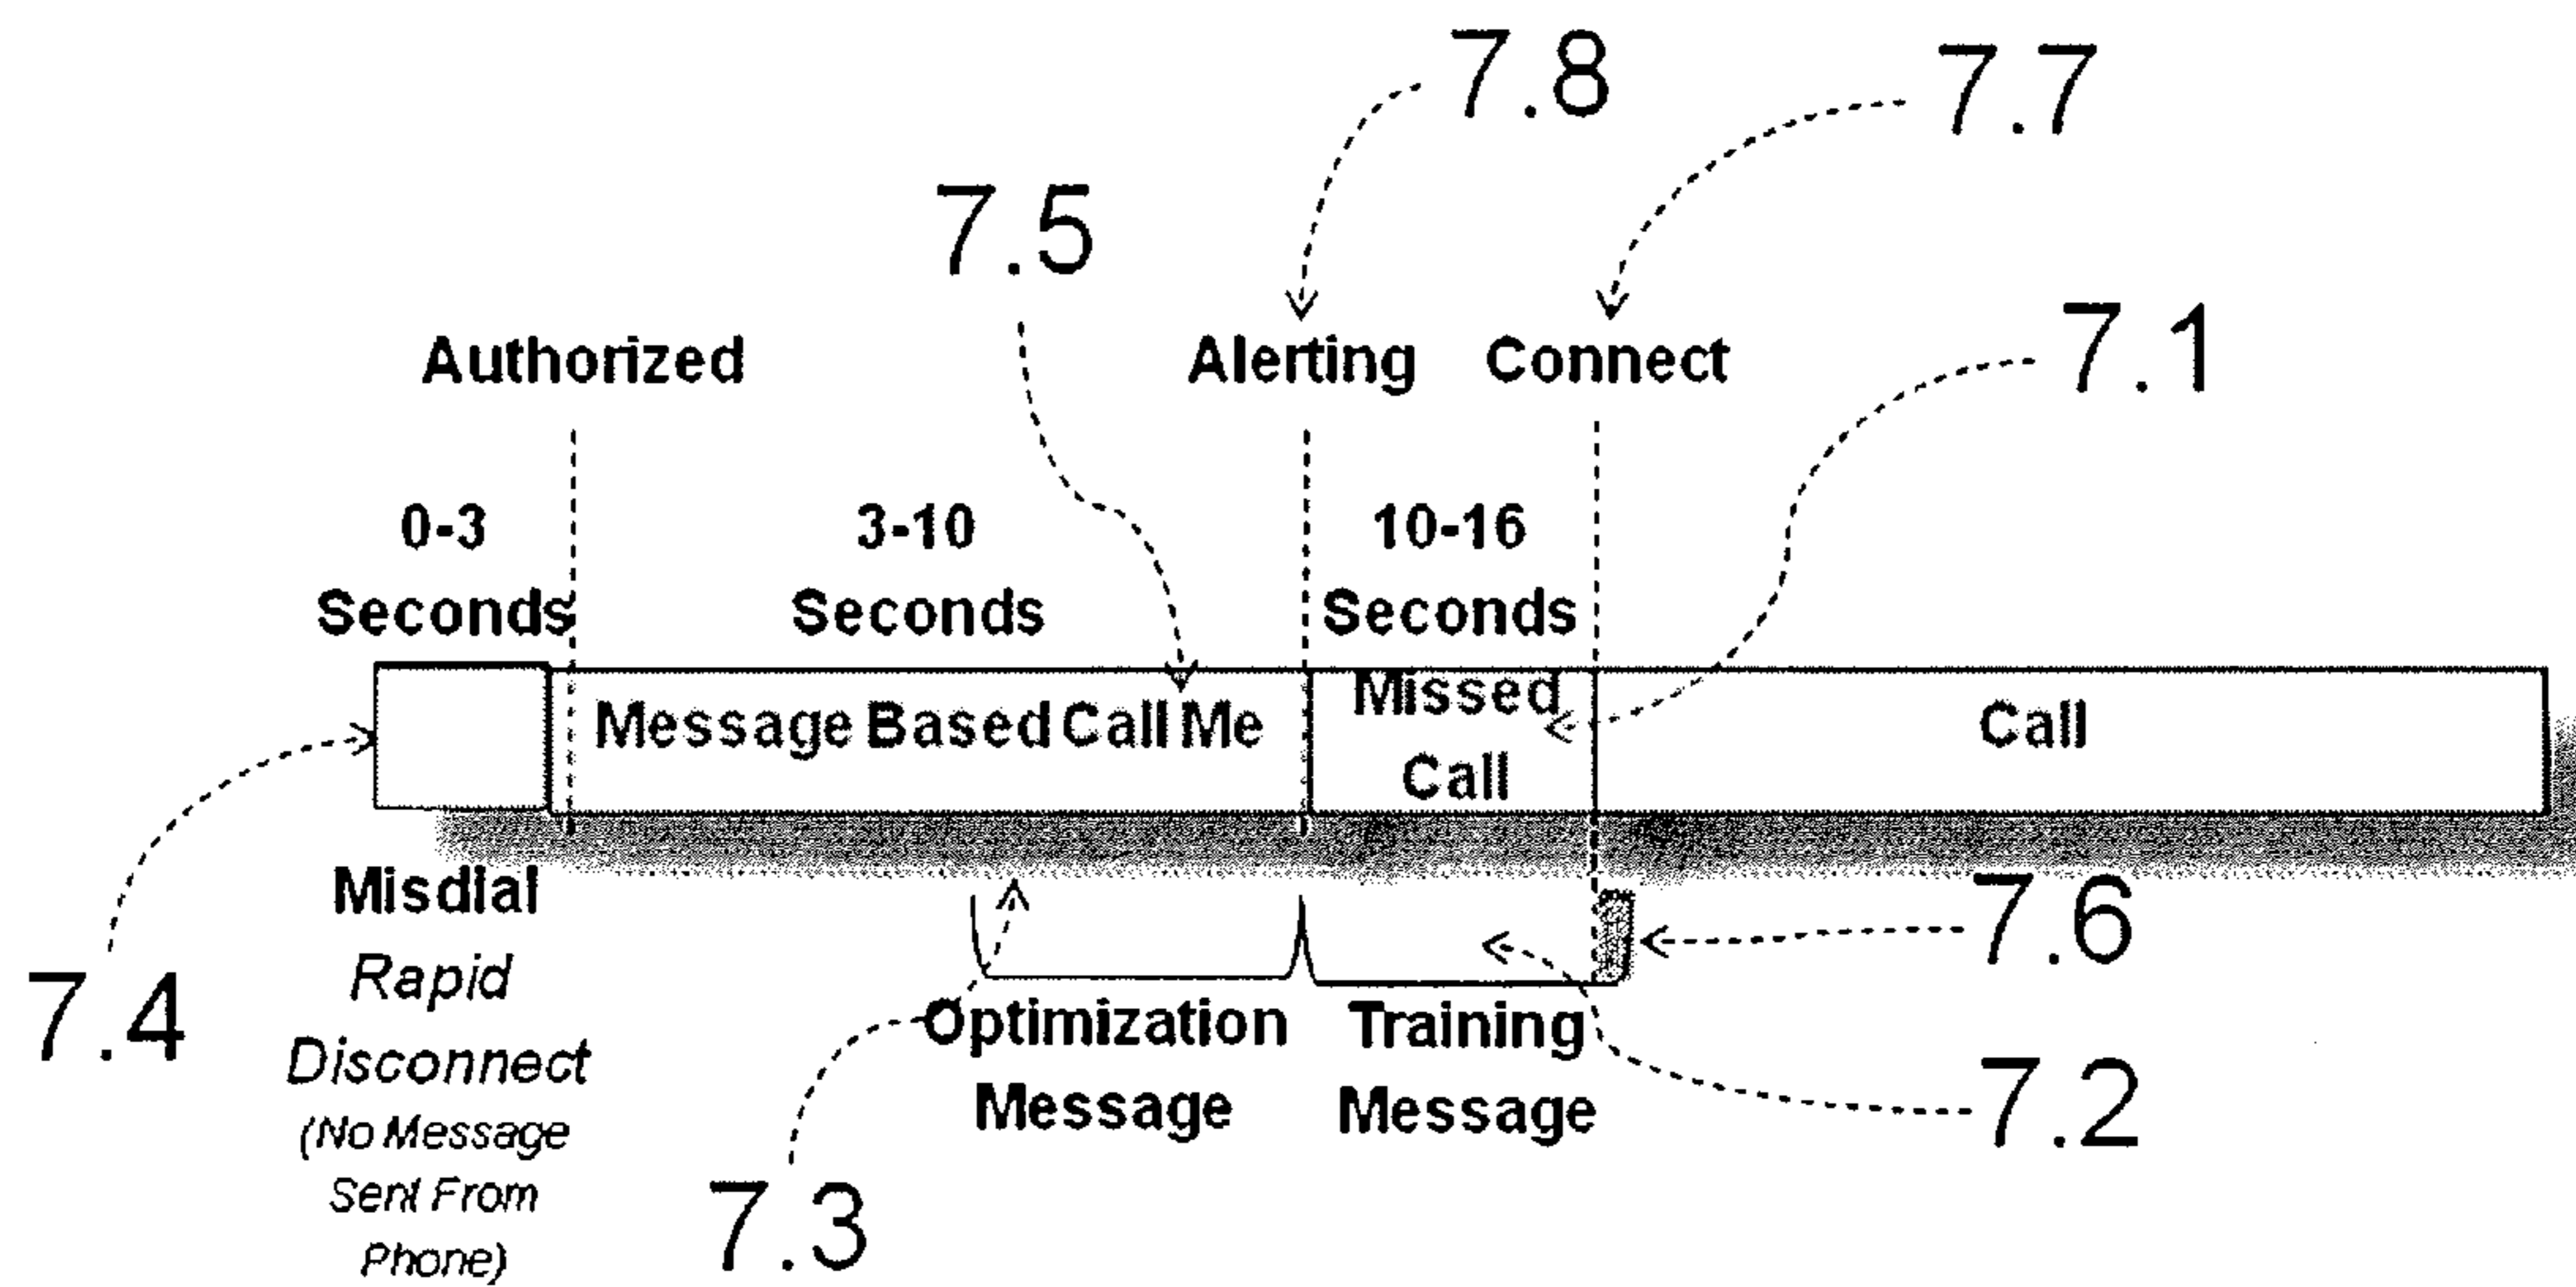 7.8
7.7
7.5
7.1
Authorized
Alerting
Connect
0-3
Seconds
3-10
Seconds
10-16
Seconds
Message Based Call Me
Missed
Call
Call
Misdial
Rapid
Disconnect
(No Message
Sent From
Phone)
7.4
7.6
Optimization
Message
Training
Message
7.2
7.3